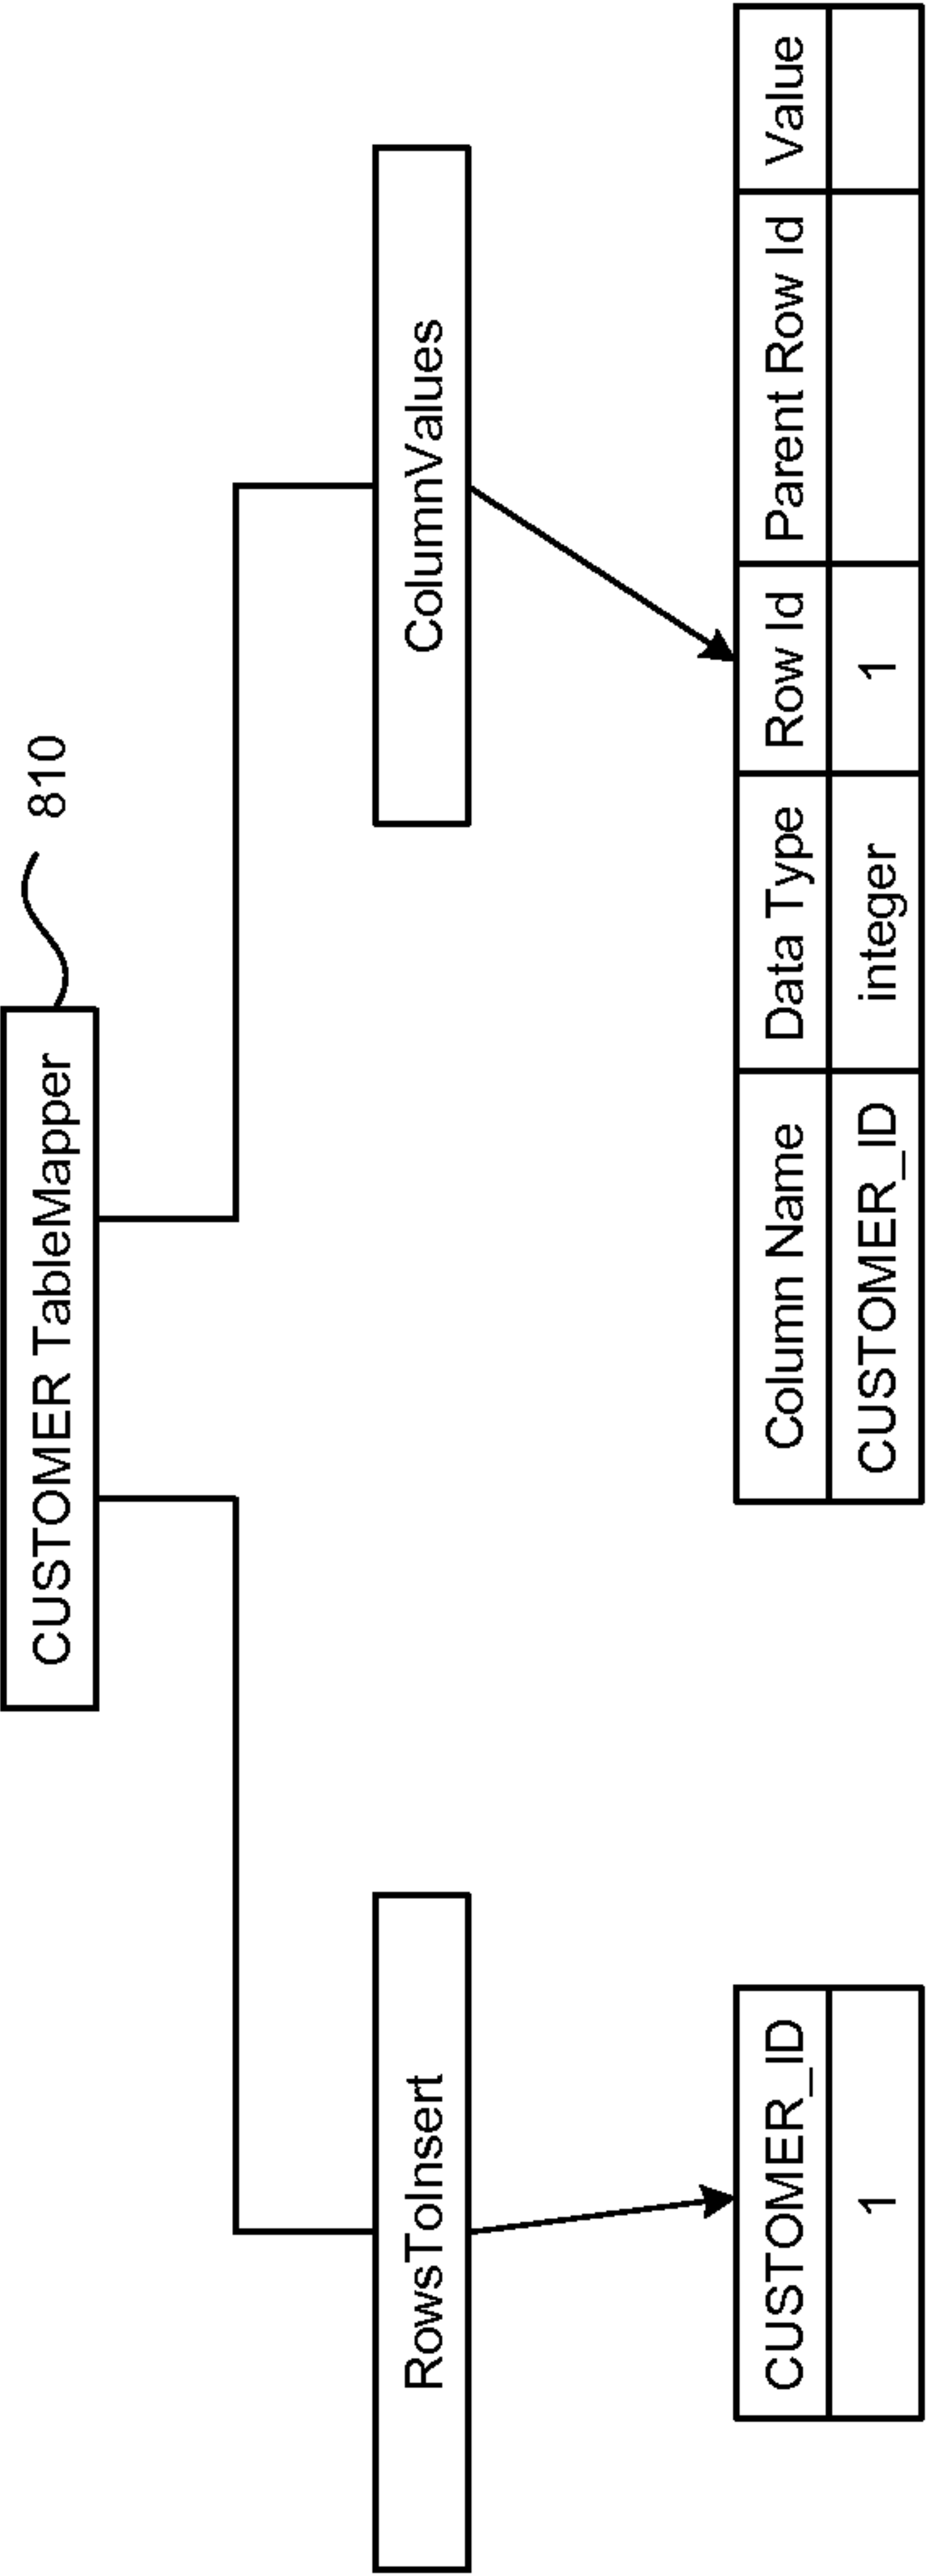 CUSTOMER TableMapper
810
RowsToInsert
ColumnValues
CUSTOMER_ID
1
Column Name Data Type Row Id Parent Row Id Value
CUSTOMER_ID integer 1